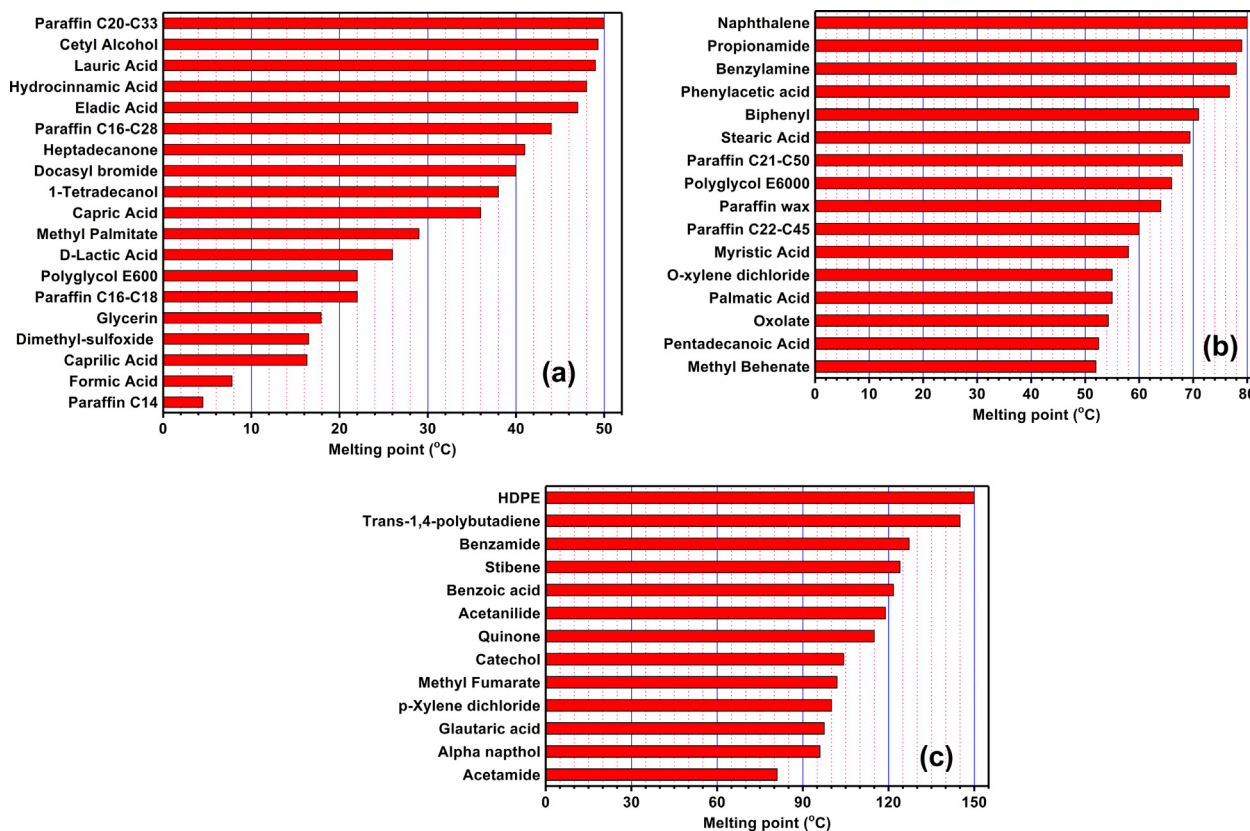 Paraffin C20-C33
Cetyl Alcohol
Lauric Acid
Hydrocinnamic Acid
Eladic Acid
Paraffin C16-C28
Heptadecanone
Docasyl bromide
1-Tetradecanol
Capric Acid
Methyl Palmitate
D-Lactic Acid
Polyglycol E600
Paraffin C16-C18
Glycerin
Dimethyl-sulfoxide
Caprilic Acid
Formic Acid
Paraffin C14
(a)
0 10 20 30 40 50
Melting point (°C)
Naphthalene
Propionamide
Benzylamine
Phenylacetic acid
Biphenyl
Stearic Acid
Paraffin C21-C50
Polyglycol E6000
Paraffin wax
Paraffin C22-C45
Myristic Acid
O-xylene dichloride
Palmatic Acid
Oxolate
Pentadecanoic Acid
Methyl Behenate
(b)
0 10 20 30 40 50 60 70 80
Melting point (°C)
HDPE
Trans-1,4-polybutadiene
Benzamide
Stibene
Benzoic acid
Acetanilide
Quinone
Catechol
Methyl Fumarate
p-Xylene dichloride
Glautaric acid
Alpha napthol
Acetamide
(c)
0 30 60 90 120 150
Melting point (°C)